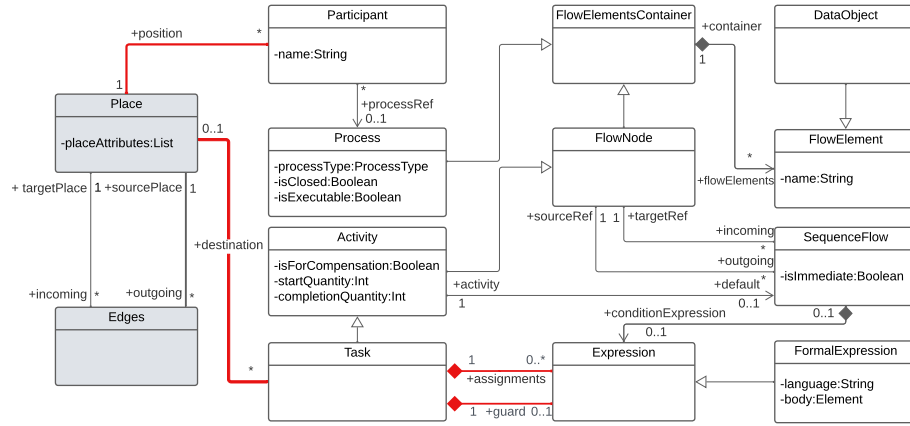 Participant
-name:String
FlowElementsContainer
DataObject
+position
*
1
+container
1
*
+processRef
0..1
Place
-placeAttributes:List
0..1
Process
-processType:ProcessType
-isClosed:Boolean
-isExecutable:Boolean
FlowNode
FlowElement
-name:String
*
+flowElements
+ targetPlace
1
+sourcePlace
1
+sourceRef
1
1
+targetRef
+incoming
*
SequenceFlow
-isImmediate:Boolean
+destination
Activity
-isForCompensation:Boolean
-startQuantity:Int
-completionQuantity:Int
+outgoing
*
+activity
1
+default
0..1
+incoming
*
+outgoing
*
Edges
+conditionExpression
0..1
0..1
Task
*
1
0..*
+assignments
1
+guard
0..1
Expression
FormalExpression
-language:String
-body:Element